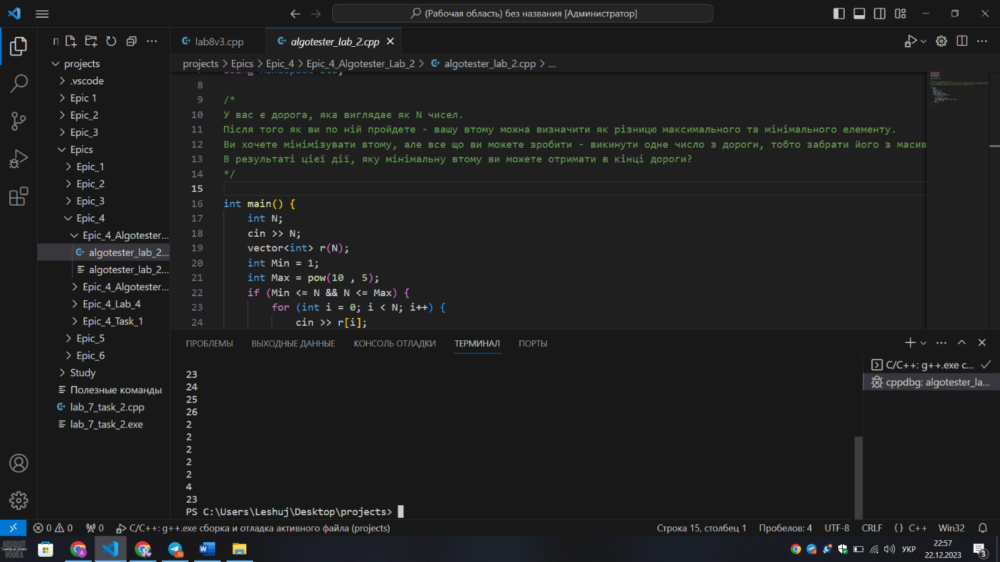 (Рабочая область) без названия [Администратор]
П
lab8v3.cpp
algotester_lab_2.cpp
projects
projects > Epics > Epic_4 > Epic_4_Algotester_Lab_2 > algotester_lab_2.cpp > ...
.vscode
Epic 1
Epic_2
Epic_3
Epics
Epic_1
Epic_2
Epic_3
Epic_4
Epic_4_Algotester...
algotester_lab_2...
algotester_lab_2...
Epic_4_Algotester...
Epic_4_Lab_4
Epic_4_Task_1
Epic_5
Epic_6
Study
Полезные команды
lab_7_task_2.cpp
lab_7_task_2.exe
8
9 /*
10 У вас є дорога, яка виглядає як N чисел.
11 Після того як ви по ній пройдете - вашу втому можна визначити як різницю максимального та мінімального елементу.
12 Ви хочете мінімізувати втому, але все що ви можете зробити - викинути одне число з дороги, тобто забрати його з масив
13 В результаті цієї дії, яку мінімальну втому ви можете отримати в кінці дороги?
14 */
15
16 int main() {
17 int N;
18 cin >> N;
19 vector<int> r(N);
20 int Min = 1;
21 int Max = pow(10 , 5);
22 if (Min <= N && N <= Max) {
23 for (int i = 0; i < N; i++) {
24 cin >> r[i];
ПРОБЛЕМЫ ВЫХОДНЫЕ ДАННЫЕ КОНСОЛЬ ОТЛАДКИ ТЕРМИНАЛ ПОРТЫ
23
24
25
26
2
2
2
2
2
4
23
PS C:\Users\Leshuj\Desktop\projects>
C/C++: g++.exe с...
cppdbg: algotester_la...
0 0 0 C/C++: g++.exe сборка и отладка активного файла (projects)
Строка 15, столбец 1 Пробелов: 4 UTF-8 CRLF {} C++ Win32
ABSOLUT
Country of Sweden
VODKA
A
36
УКР
22:57
22.12.2023
3